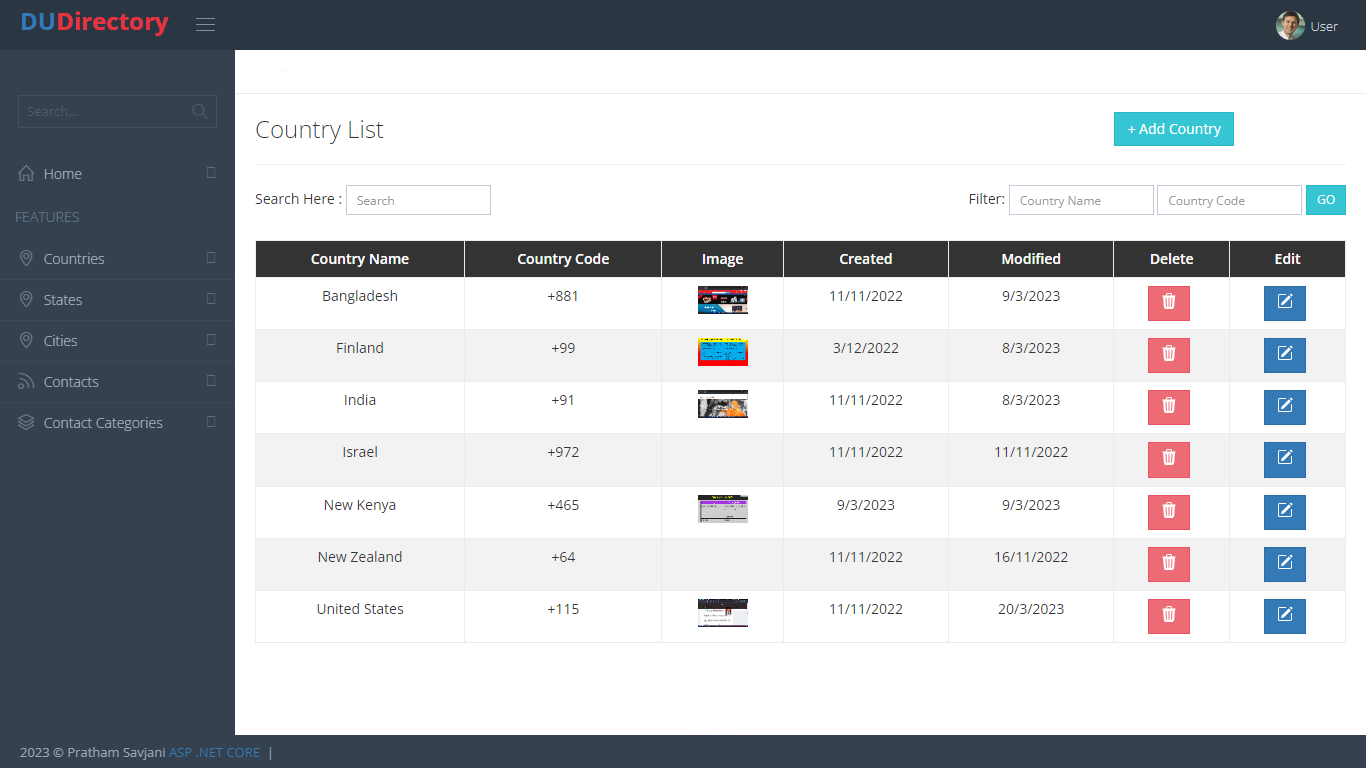 DUDirectory
User
Search...
Home
FEATURES
Countries
States
Cities
Contacts
Contact Categories
Country List
+ Add Country
Search Here : Search
Filter: Country Name Country Code GO
Country Name Country Code Image Created Modified Delete Edit
Bangladesh +881 11/11/2022 9/3/2023
Finland +99 3/12/2022 8/3/2023
India +91 11/11/2022 8/3/2023
Israel +972 11/11/2022 11/11/2022
New Kenya +465 9/3/2023 9/3/2023
New Zealand +64 11/11/2022 16/11/2022
United States +115 11/11/2022 20/3/2023
2023 © Pratham Savjani ASP .NET CORE |